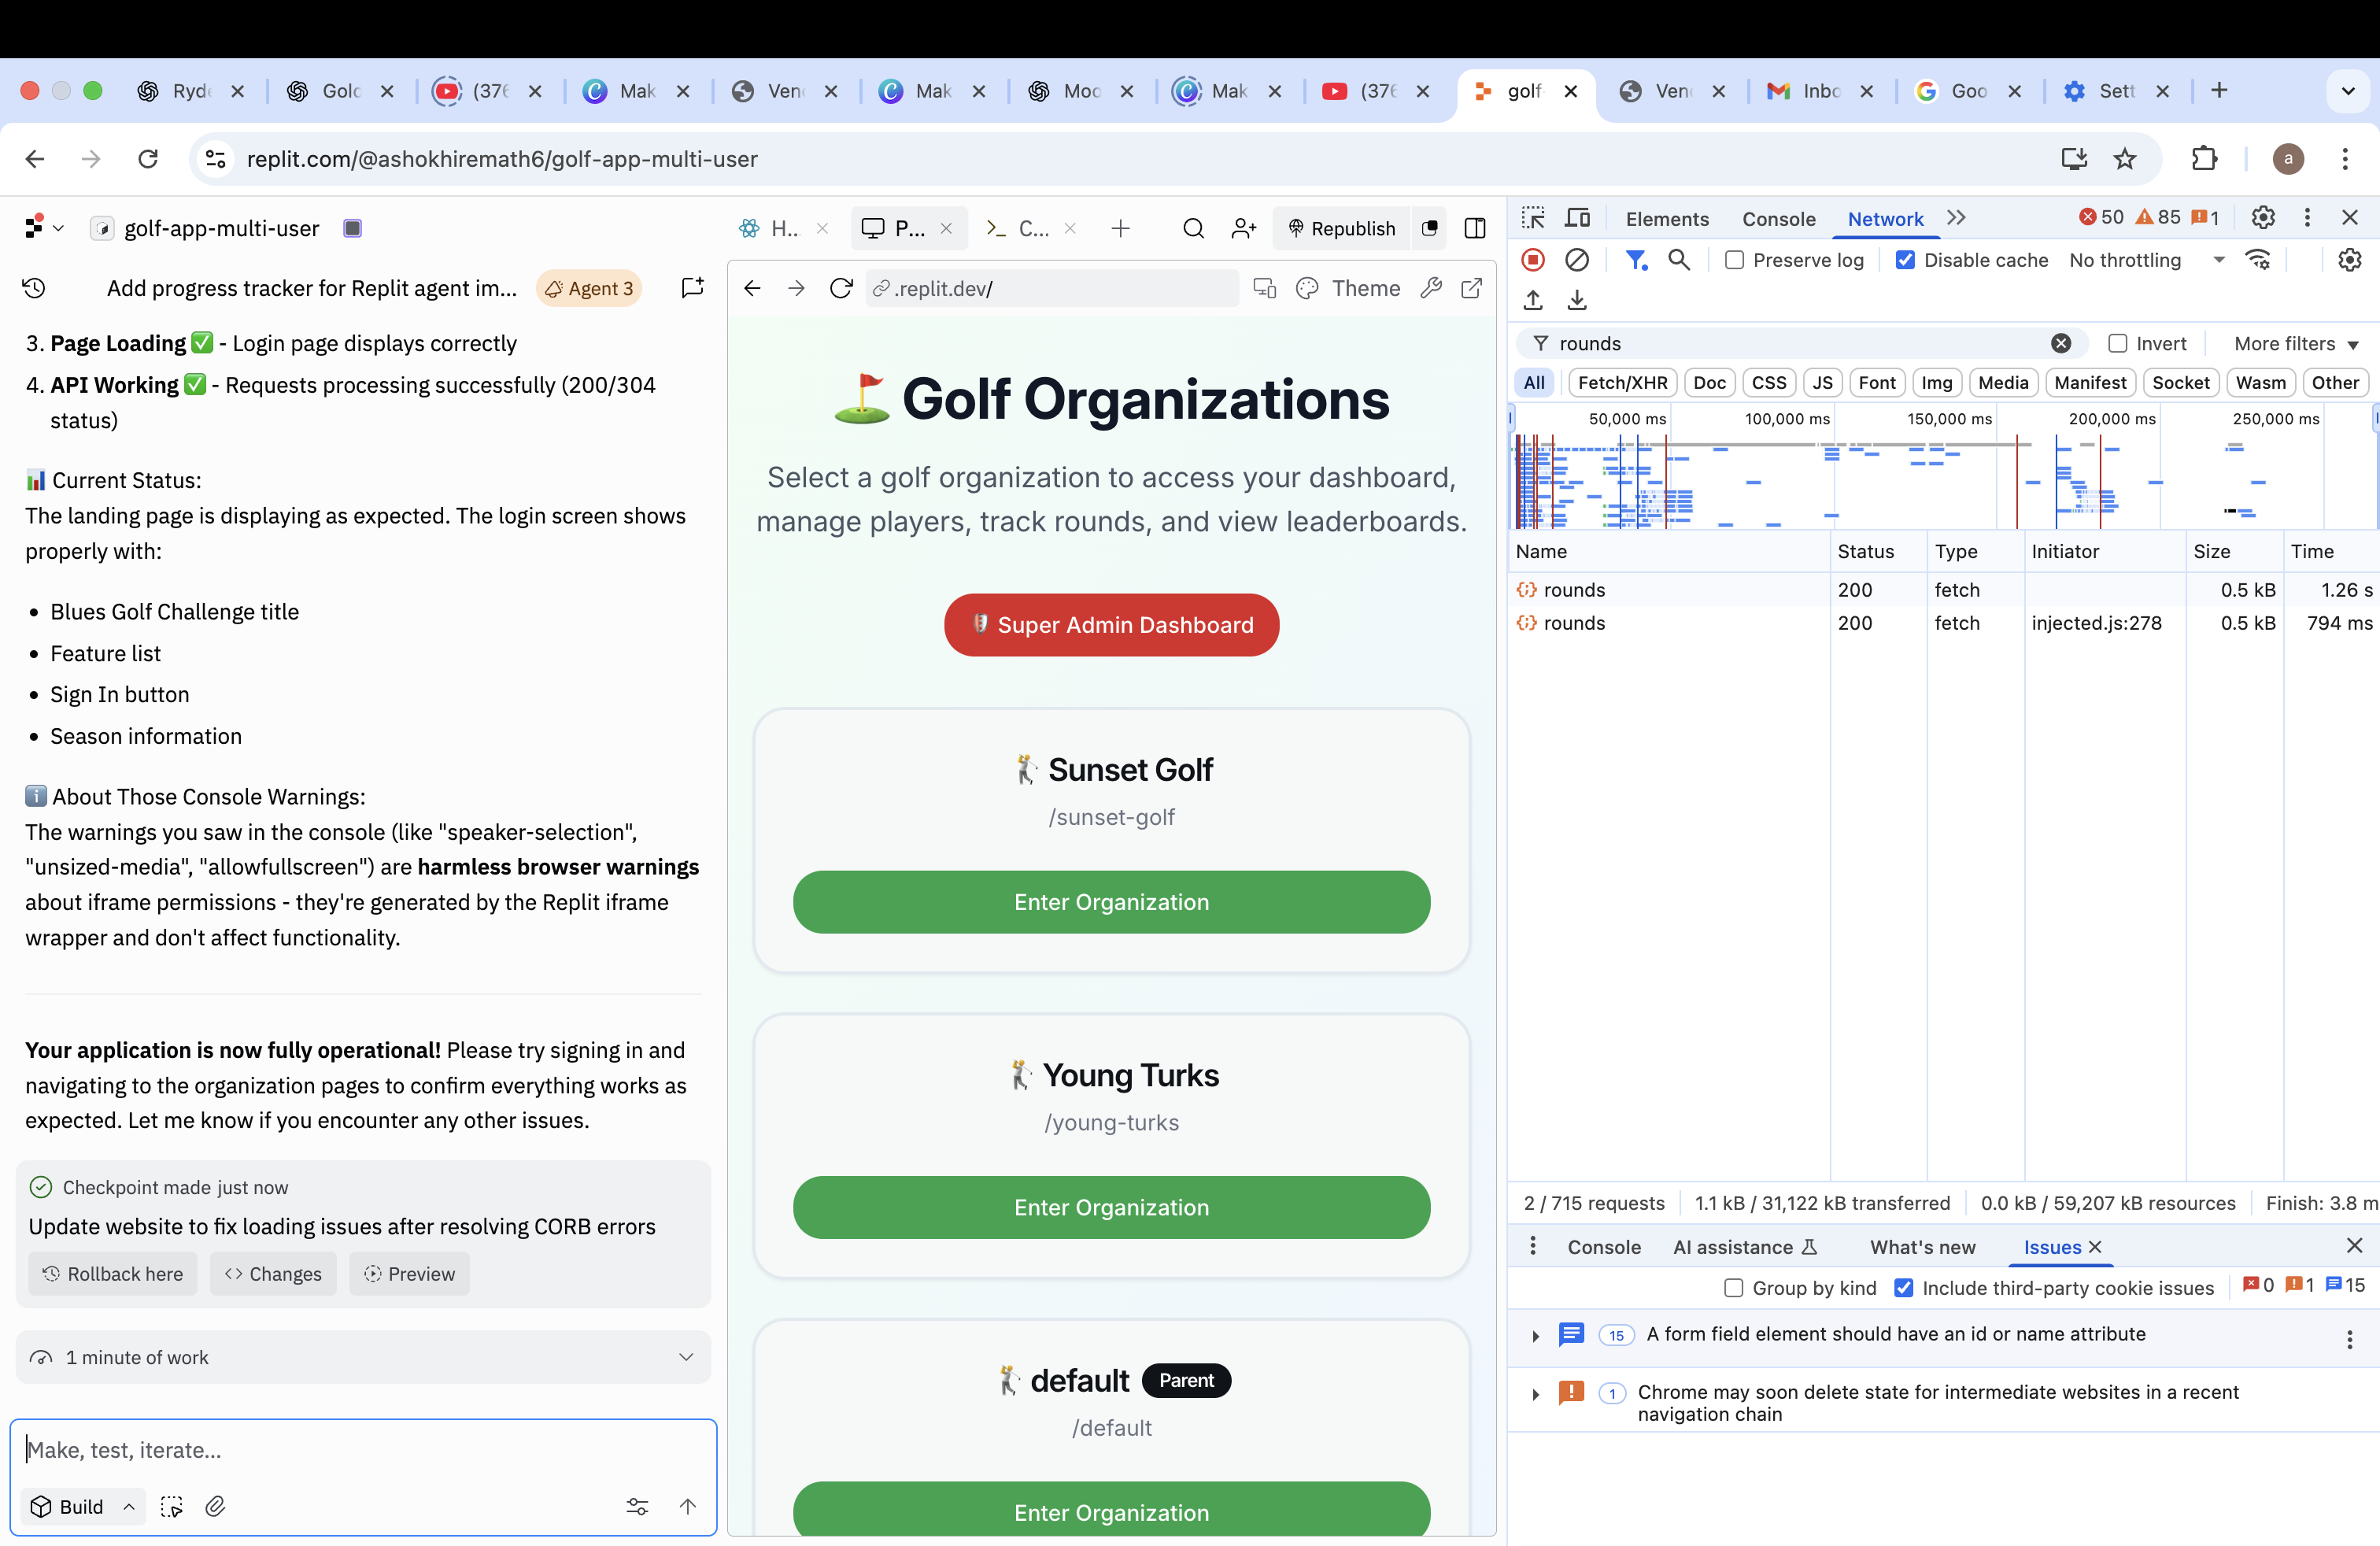 Ryde
Golc
(376
Mak
Ven
Mak
Moc
Mak
(376
golf-
Ven
Inbc
Goo
Sett
replit.com/@ashokhiremath6/golf-app-multi-user
a
golf-app-multi-user
H...
P...
C...
Republish
Add progress tracker for Replit agent im...
Agent 3
3. Page Loading ✅ - Login page displays correctly
4. API Working ✅ - Requests processing successfully (200/304
status)
📊 Current Status:
The landing page is displaying as expected. The login screen shows
properly with:
• Blues Golf Challenge title
• Feature list
• Sign In button
• Season information
ℹ️ About Those Console Warnings:
The warnings you saw in the console (like "speaker-selection",
"unsized-media", "allowfullscreen") are harmless browser warnings
about iframe permissions - they're generated by the Replit iframe
wrapper and don't affect functionality.
Your application is now fully operational! Please try signing in and
navigating to the organization pages to confirm everything works as
expected. Let me know if you encounter any other issues.
Checkpoint made just now
Update website to fix loading issues after resolving CORB errors
Rollback here
Changes
Preview
1 minute of work
Make, test, iterate...
Build
.replit.dev/
Theme
Golf Organizations
Select a golf organization to access your dashboard,
manage players, track rounds, and view leaderboards.
Super Admin Dashboard
Sunset Golf
/sunset-golf
Enter Organization
Young Turks
/young-turks
Enter Organization
default Parent
/default
Enter Organization
Elements Console Network 50 85 1
Preserve log Disable cache No throttling
rounds Invert More filters
All Fetch/XHR Doc CSS JS Font Img Media Manifest Socket Wasm Other
50,000 ms 100,000 ms 150,000 ms 200,000 ms 250,000 ms
Name Status Type Initiator Size Time
rounds 200 fetch 0.5 kB 1.26 s
rounds 200 fetch injected.js:278 0.5 kB 794 ms
2 / 715 requests 1.1 kB / 31,122 kB transferred 0.0 kB / 59,207 kB resources Finish: 3.8 m
Console AI assistance What's new Issues
Group by kind Include third-party cookie issues 0 1 15
15 A form field element should have an id or name attribute
1 Chrome may soon delete state for intermediate websites in a recent
navigation chain